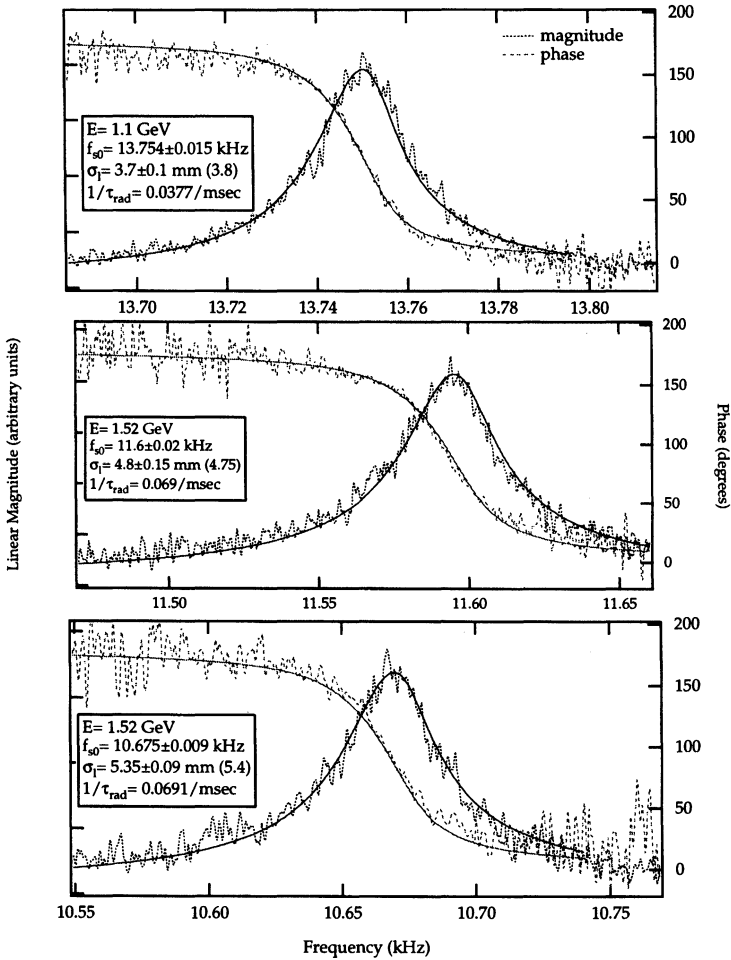 200
magnitude
phase
150
100
50
0
E= 1.1 GeV
f_s0= 13.754±0.015 kHz
σ_l= 3.7±0.1 mm (3.8)
1/τ_rad= 0.0377/msec
13.70 13.72 13.74 13.76 13.78 13.80
Linear Magnitude (arbitrary units)
Phase (degrees)
200
150
100
50
0
E= 1.52 GeV
f_s0= 11.6±0.02 kHz
σ_l= 4.8±0.15 mm (4.75)
1/τ_rad= 0.069/msec
11.50 11.55 11.60 11.65
200
150
100
50
0
E= 1.52 GeV
f_s0= 10.675±0.009 kHz
σ_l= 5.35±0.09 mm (5.4)
1/τ_rad= 0.0691/msec
10.55 10.60 10.65 10.70 10.75
Frequency (kHz)